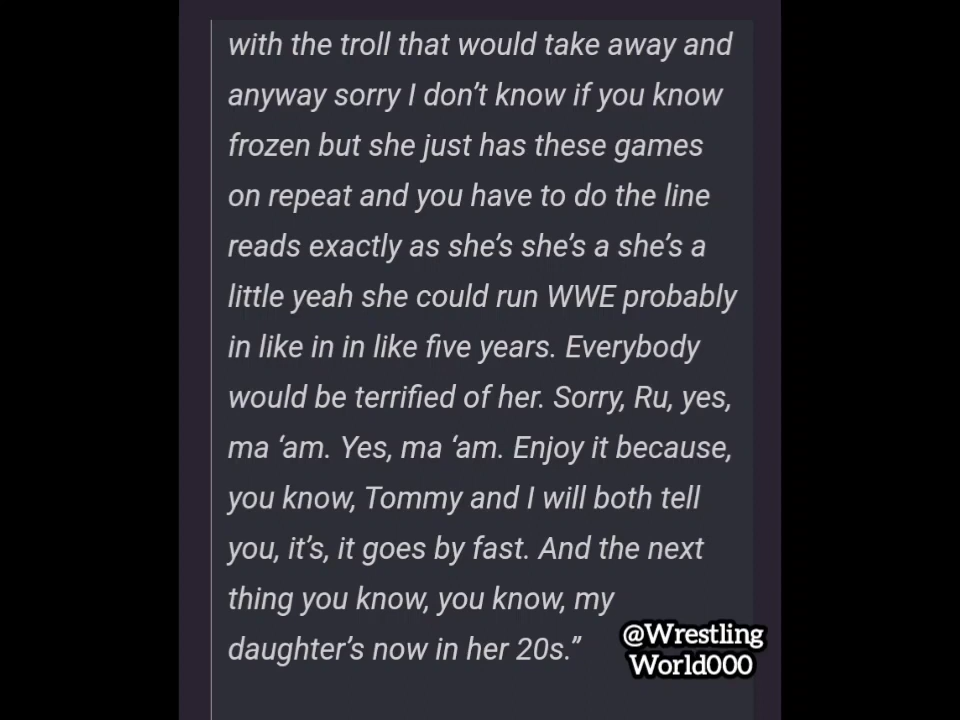 with the troll that would take away and
anyway sorry I don’t know if you know
frozen but she just has these games
on repeat and you have to do the line
reads exactly as she’s she’s a she’s a
little yeah she could run WWE probably
in like in in like five years. Everybody
would be terrified of her. Sorry, Ru, yes,
ma ‘am. Yes, ma ‘am. Enjoy it because,
you know, Tommy and I will both tell
you, it’s, it goes by fast. And the next
thing you know, you know, my
daughter’s now in her 20s.”
@Wrestling
World000